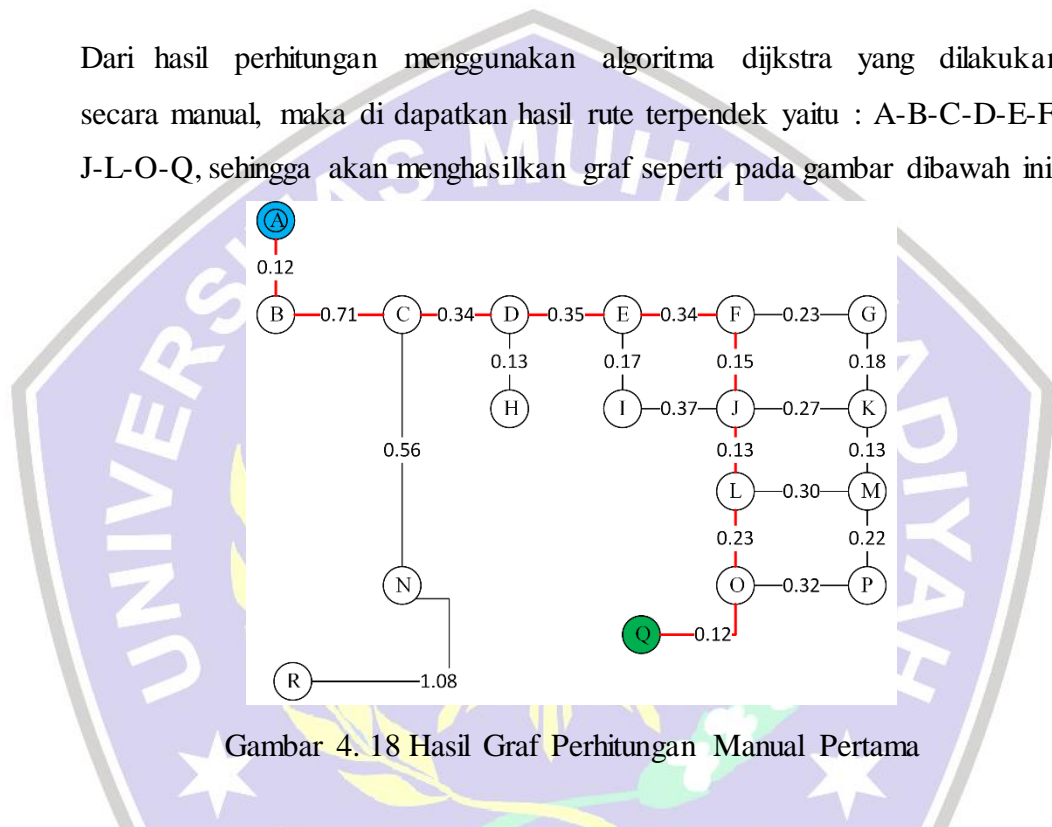 Dari hasil perhitungan menggunakan algoritma dijkstra yang dilakukan
secara manual, maka di dapatkan hasil rute terpendek yaitu : A-B-C-D-E-F
J-L-O-Q, sehingga akan menghasilkan graf seperti pada gambar dibawah ini
A
0.12
B 0.71 C 0.34 D 0.35 E 0.34 F 0.23 G
0.13 0.17 0.15 0.18
H I 0.37 J 0.27 K
0.56 0.13 0.13
L 0.30 M
0.23 0.22
N O 0.32 P
Q 0.12
R 1.08
Gambar 4. 18 Hasil Graf Perhitungan Manual Pertama